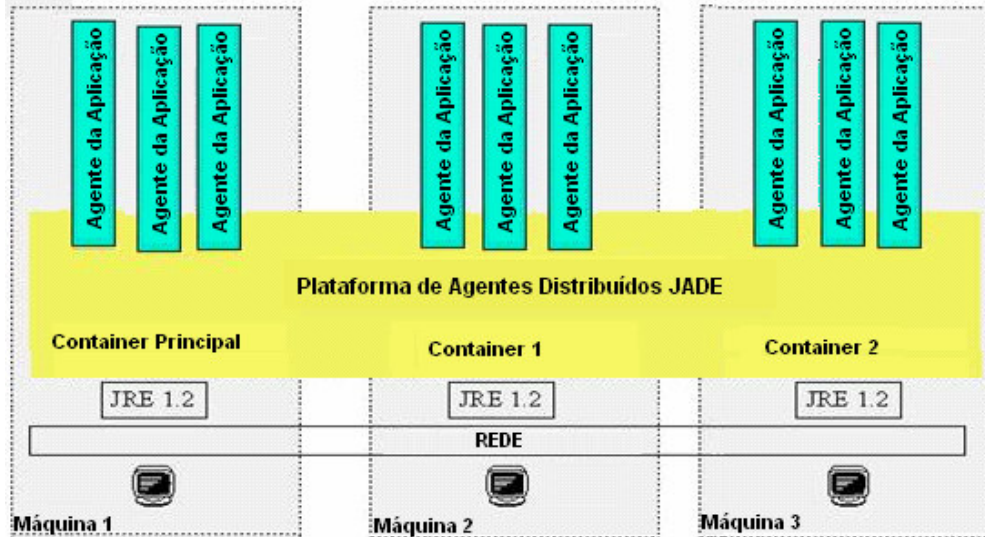 Agente da Aplicação
Agente da Aplicação
Agente da Aplicação
Agente da Aplicação
Agente da Aplicação
Agente da Aplicação
Agente da Aplicação
Agente da Aplicação
Agente da Aplicação
Plataforma de Agentes Distribuídos JADE
Container Principal
Container 1
Container 2
JRE 1.2
JRE 1.2
JRE 1.2
REDE
Máquina 1
Máquina 2
Máquina 3